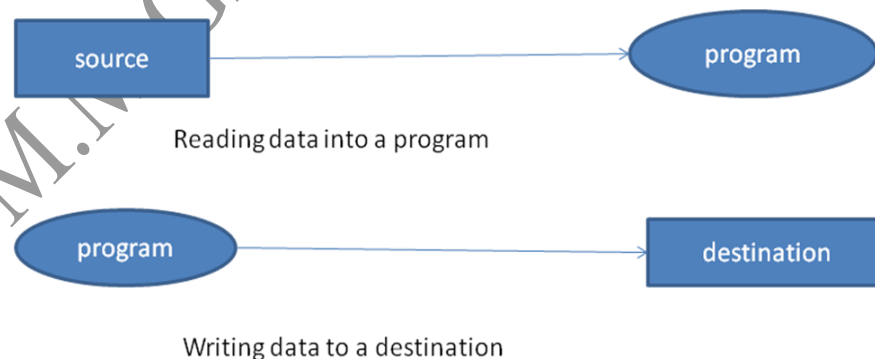 source
program
Reading data into a program
program
destination
Writing data to a destination